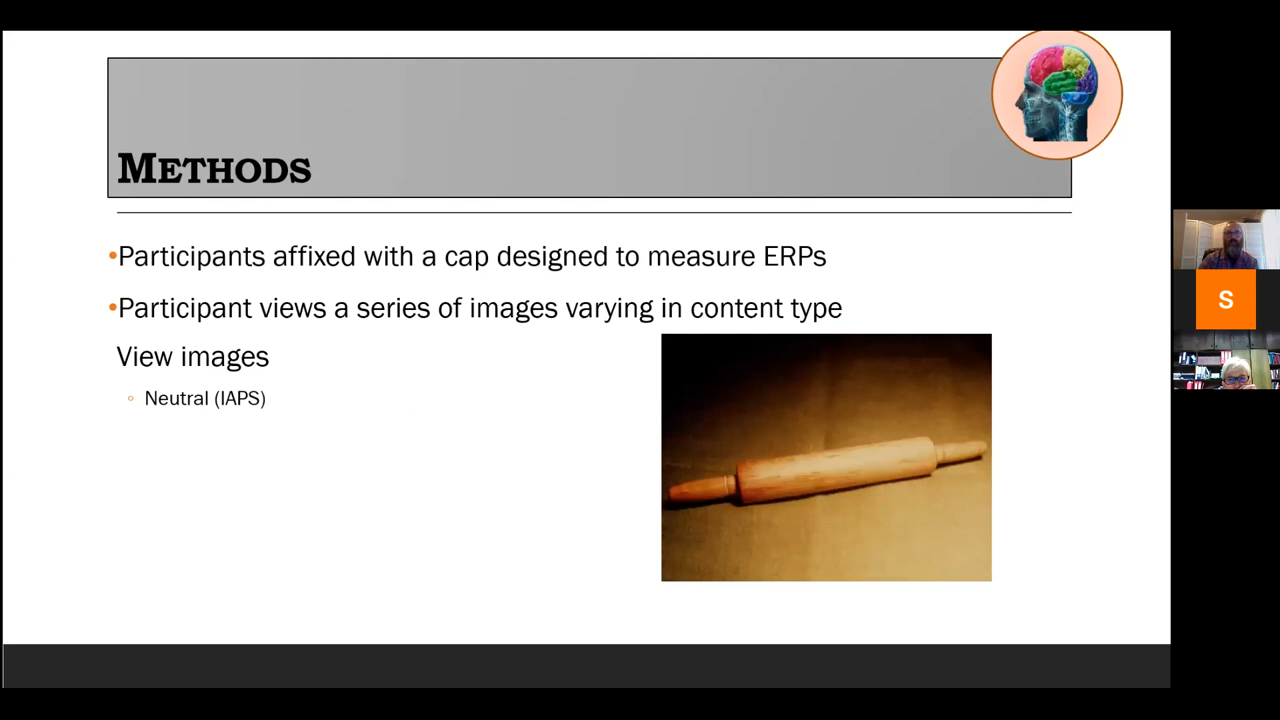 METHODS
•Participants affixed with a cap designed to measure ERPs
•Participant views a series of images varying in content type
View images
◦ Neutral (IAPS)
S